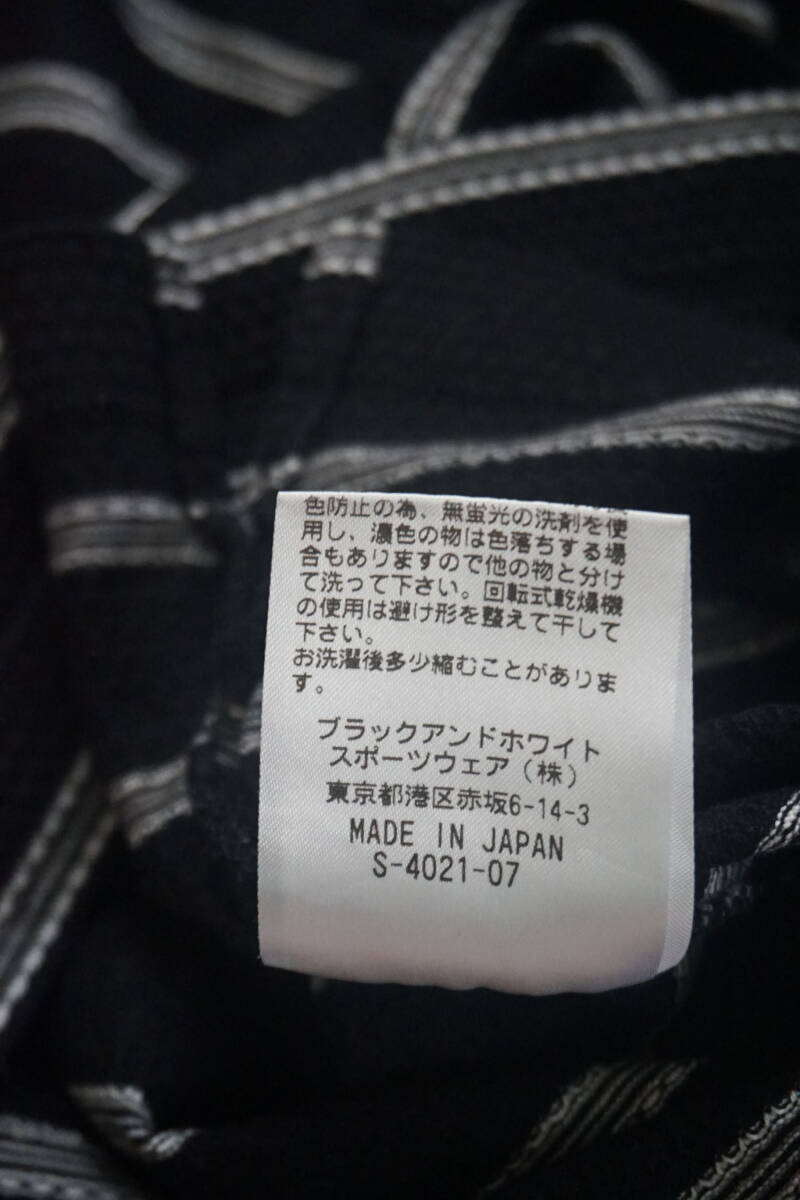 色防止の為、無蛍光の洗剤を使
用し、濃色の物は色落ちする場
合もありますので他の物と分け
て洗って下さい。回転式乾燥機
の使用は避け形を整えて干して
下さい。
お洗濯後多少縮むことがありま
す。
ブラックアンドホワイト
スポーツウェア（株）
東京都港区赤坂6-14-3
MADE IN JAPAN
S-4021-07